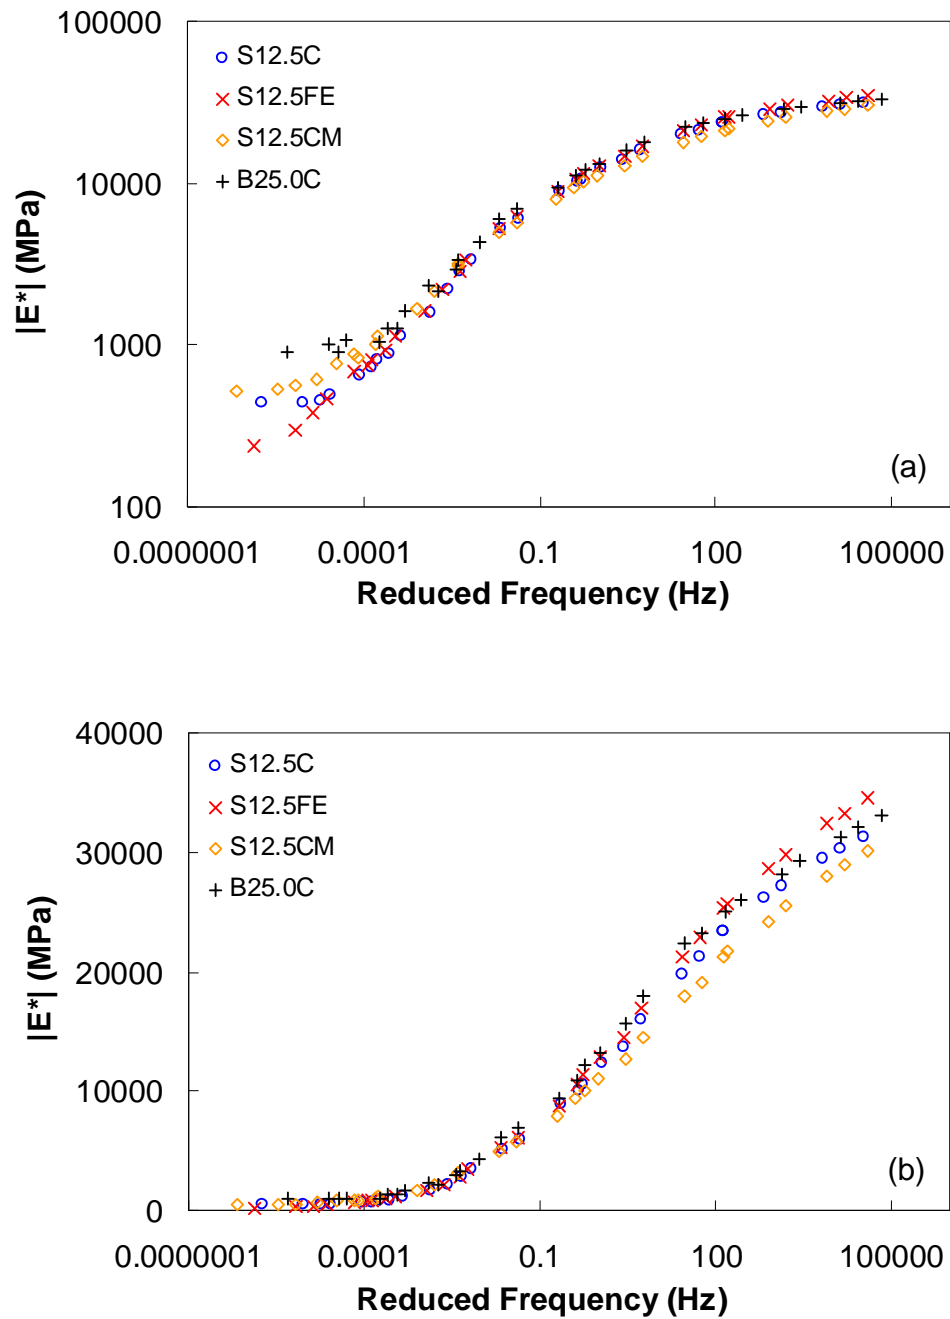 100000
10000
1000
100
|E*| (MPa)
S12.5C
S12.5FE
S12.5CM
B25.0C
(a)
0.0000001 0.0001 0.1 100 100000
Reduced Frequency (Hz)
40000
30000
20000
10000
0
|E*| (MPa)
S12.5C
S12.5FE
S12.5CM
B25.0C
(b)
0.0000001 0.0001 0.1 100 100000
Reduced Frequency (Hz)